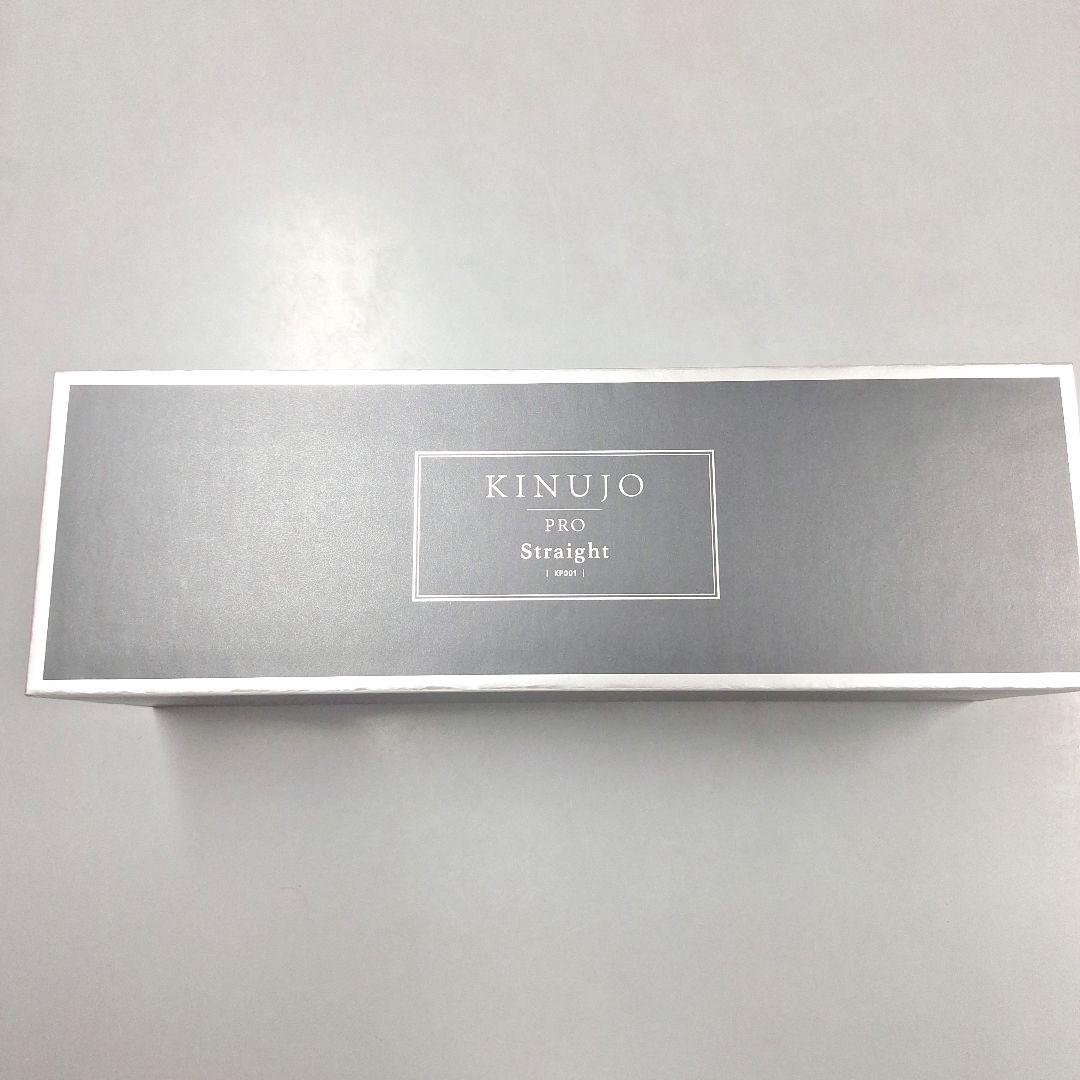 KINUJO
PRO
Straight
| KP001 |